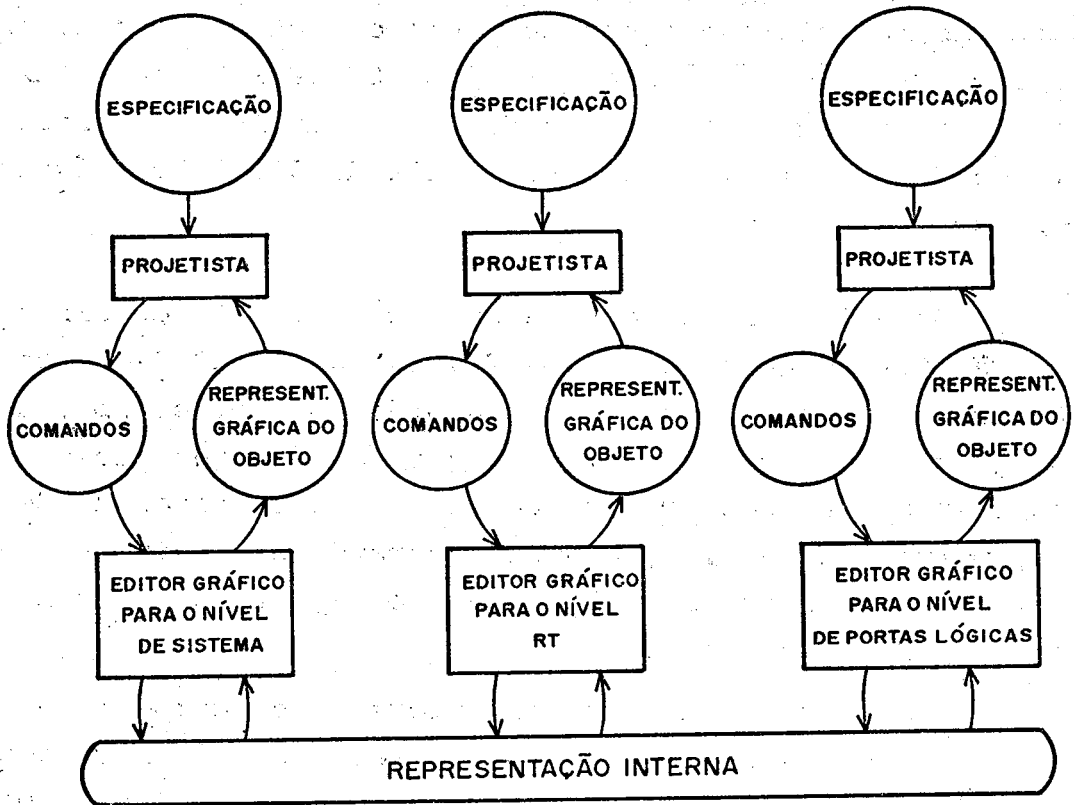 ESPECIFICAÇÃO
ESPECIFICAÇÃO
ESPECIFICAÇÃO
PROJETISTA
PROJETISTA
PROJETISTA
COMANDOS
REPRESENT.
GRÁFICA DO
OBJETO
COMANDOS
REPRESENT.
GRÁFICA DO
OBJETO
COMANDOS
REPRESENT.
GRÁFICA DO
OBJETO
EDITOR GRÁFICO
PARA O NÍVEL
DE SISTEMA
EDITOR GRÁFICO
PARA O NÍVEL
RT
EDITOR GRÁFICO
PARA O NÍVEL
DE PORTAS LÓGICAS
REPRESENTAÇÃO INTERNA